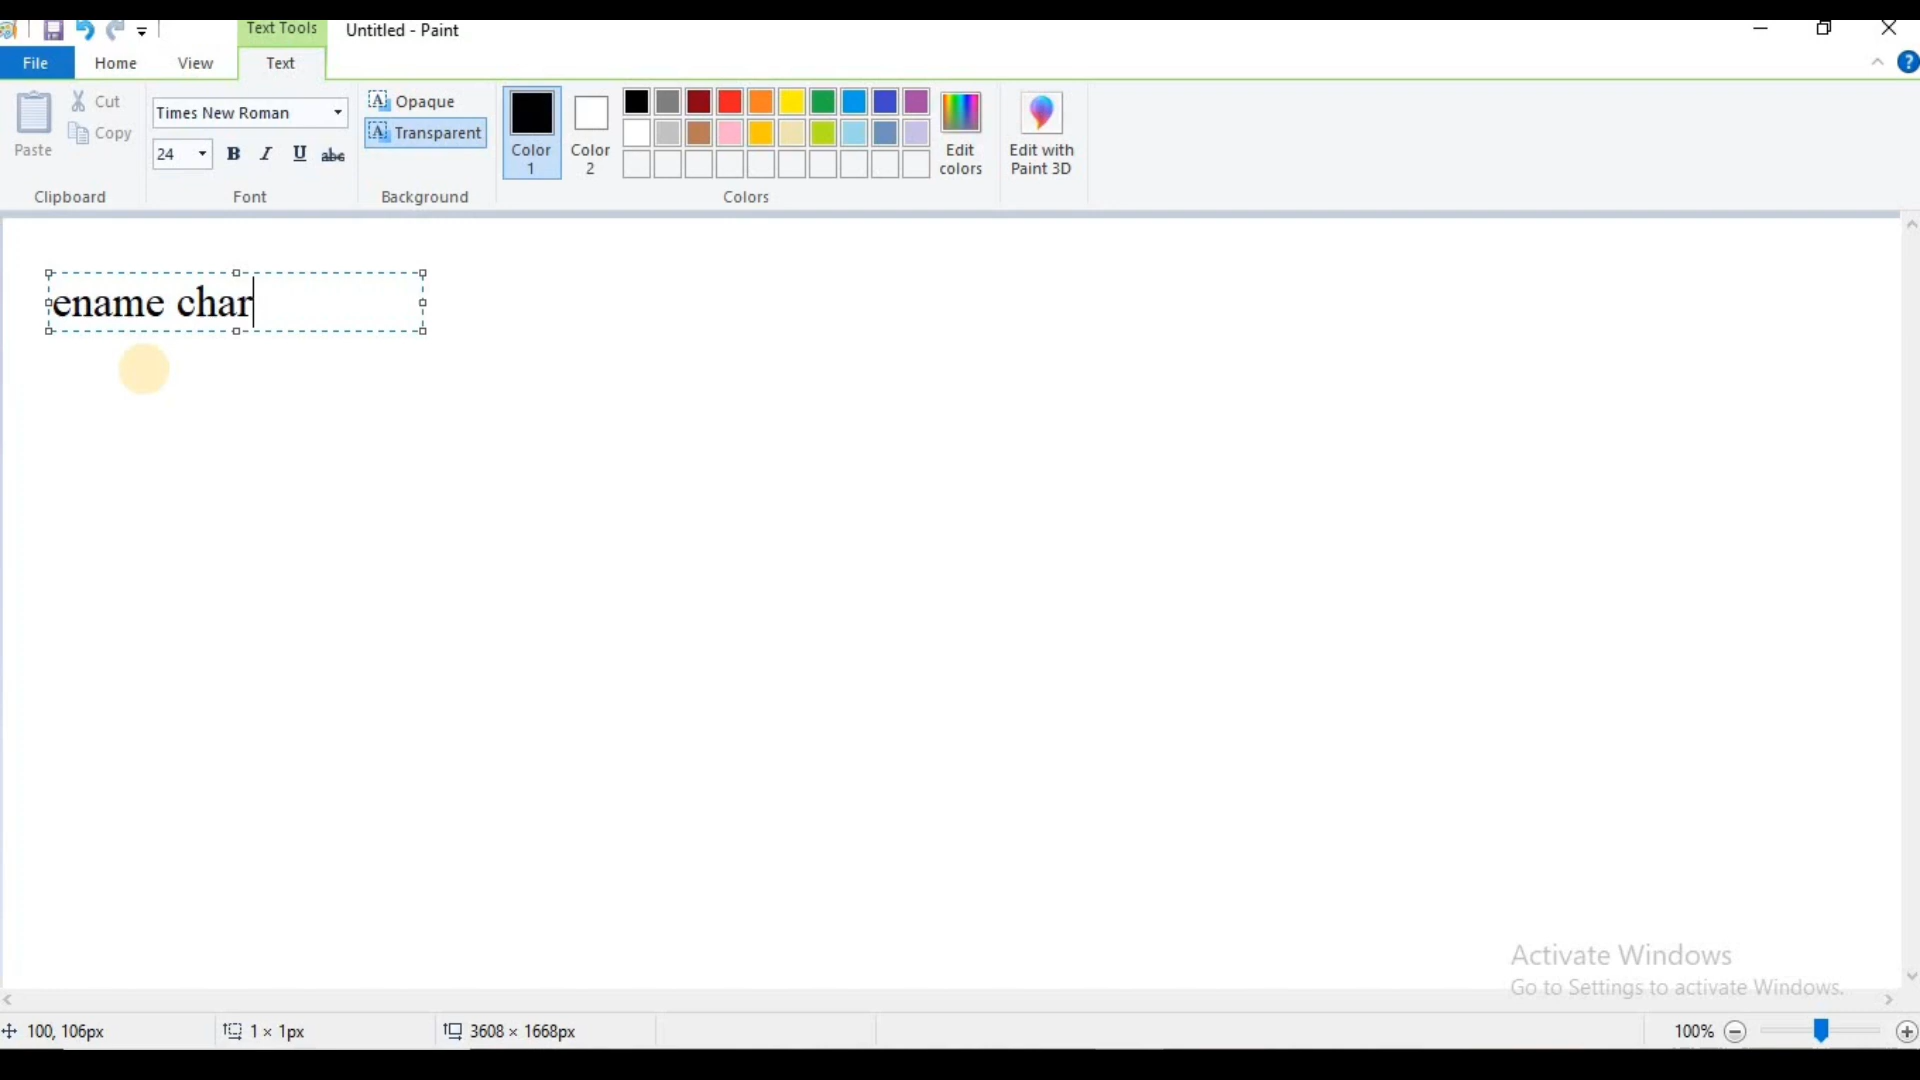 Text Tools Untitled - Paint
File Home View Text ?
Paste Cut Copy Times New Roman 24 B I U abc Opaque Transparent Color 1 Color 2 Edit colors Edit with Paint 3D
Clipboard Font Background Colors
ename char
Activate Windows
Go to Settings to activate Windows.
100, 106px 1 × 1px 3608 × 1668px 100%